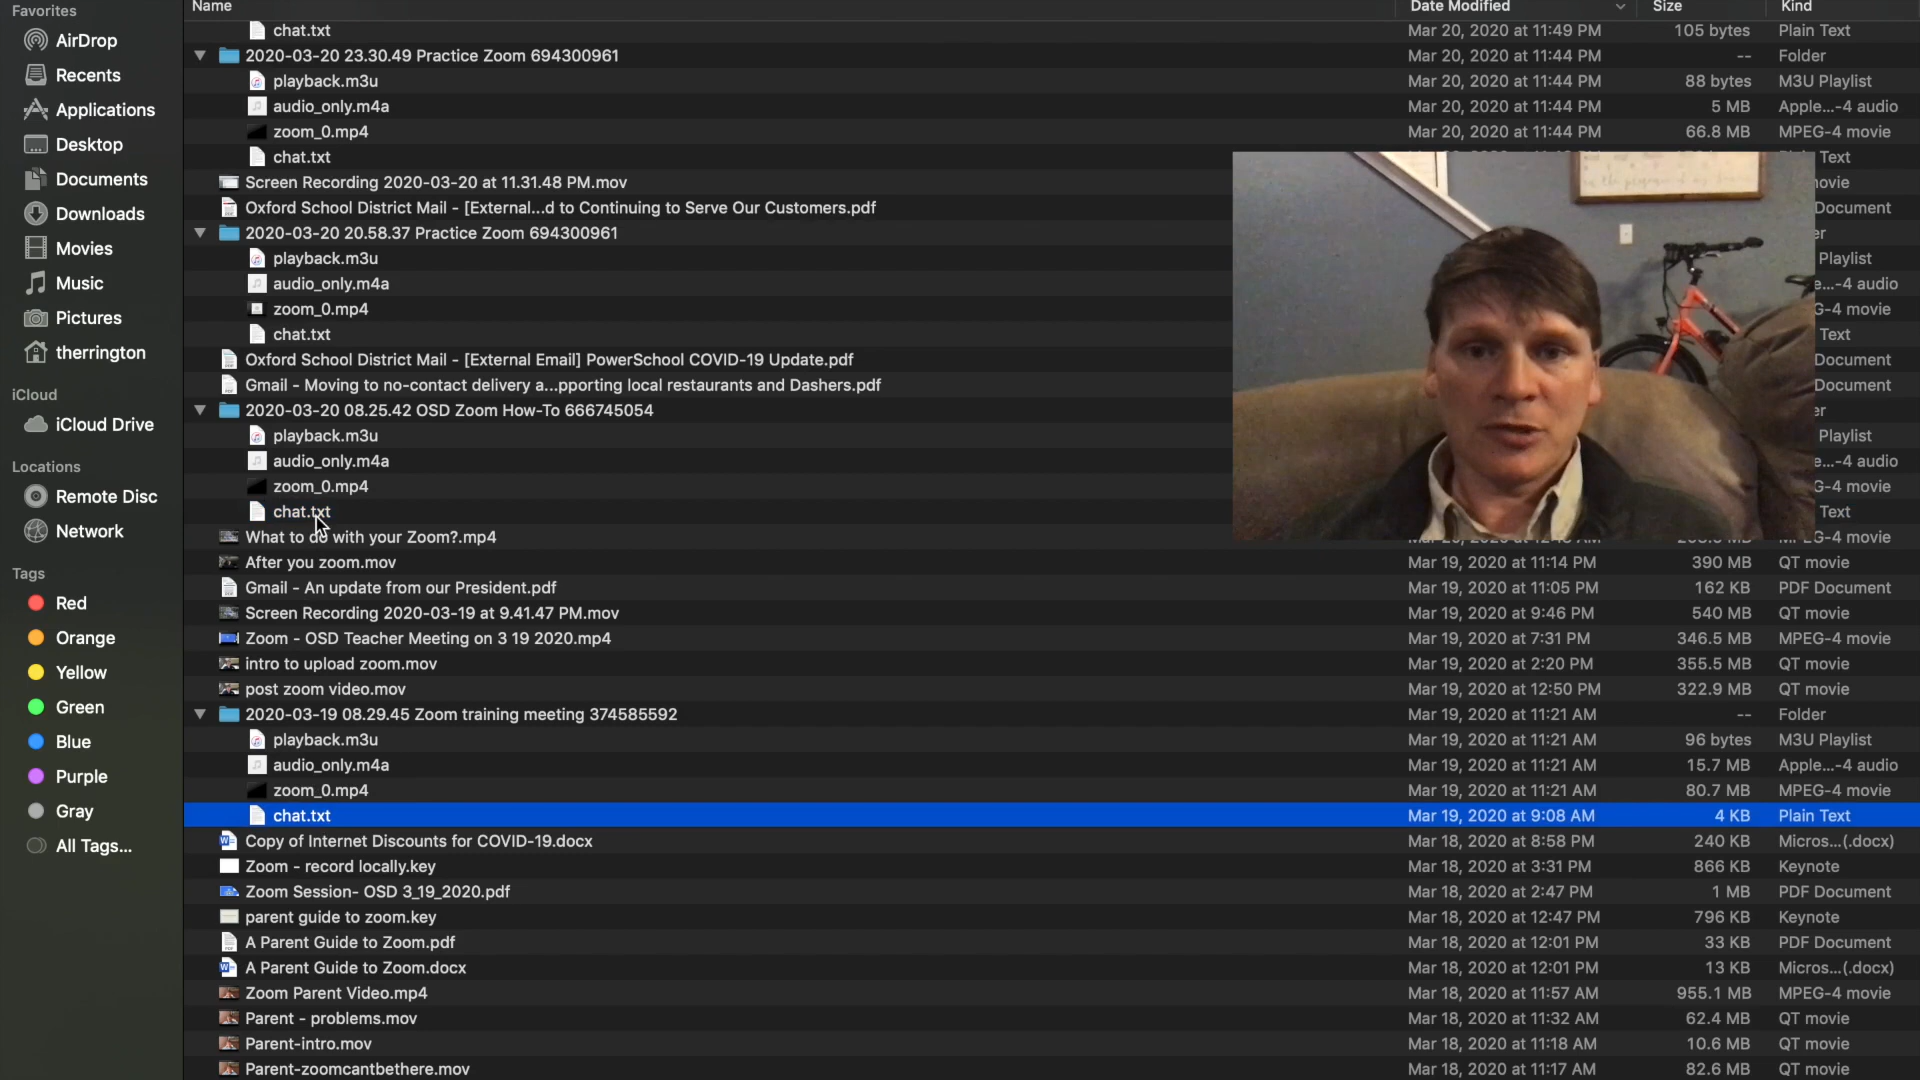 Favorites
AirDrop
Recents
Applications
Desktop
Documents
Downloads
Movies
Music
Pictures
therrington
iCloud
iCloud Drive
Locations
Remote Disc
Network
Tags
Red
Orange
Yellow
Green
Blue
Purple
Gray
All Tags...
Name Date Modified Size Kind
chat.txt Mar 20, 2020 at 11:49 PM 105 bytes Plain Text
2020-03-20 23.30.49 Practice Zoom 694300961 Mar 20, 2020 at 11:44 PM -- Folder
playback.m3u Mar 20, 2020 at 11:44 PM 88 bytes M3U Playlist
audio_only.m4a Mar 20, 2020 at 11:44 PM 5 MB Apple...-4 audio
zoom_0.mp4 Mar 20, 2020 at 11:44 PM 66.8 MB MPEG-4 movie
chat.txt Text
Screen Recording 2020-03-20 at 11.31.48 PM.mov ovie
Oxford School District Mail - [External...d to Continuing to Serve Our Customers.pdf Document
2020-03-20 20.58.37 Practice Zoom 694300961 er
playback.m3u Playlist
audio_only.m4a e...-4 audio
zoom_0.mp4 G-4 movie
chat.txt Text
Oxford School District Mail - [External Email] PowerSchool COVID-19 Update.pdf Document
Gmail - Moving to no-contact delivery a...pporting local restaurants and Dashers.pdf Document
2020-03-20 08.25.42 OSD Zoom How-To 666745054 er
playback.m3u Playlist
audio_only.m4a e...-4 audio
zoom_0.mp4 G-4 movie
chat.txt Text
What to do with your Zoom?.mp4 MPEG-4 movie
After you zoom.mov Mar 19, 2020 at 11:14 PM 390 MB QT movie
Gmail - An update from our President.pdf Mar 19, 2020 at 11:05 PM 162 KB PDF Document
Screen Recording 2020-03-19 at 9.41.47 PM.mov Mar 19, 2020 at 9:46 PM 540 MB QT movie
Zoom - OSD Teacher Meeting on 3 19 2020.mp4 Mar 19, 2020 at 7:31 PM 346.5 MB MPEG-4 movie
intro to upload zoom.mov Mar 19, 2020 at 2:20 PM 355.5 MB QT movie
post zoom video.mov Mar 19, 2020 at 12:50 PM 322.9 MB QT movie
2020-03-19 08.29.45 Zoom training meeting 374585592 Mar 19, 2020 at 11:21 AM -- Folder
playback.m3u Mar 19, 2020 at 11:21 AM 96 bytes M3U Playlist
audio_only.m4a Mar 19, 2020 at 11:21 AM 15.7 MB Apple...-4 audio
zoom_0.mp4 Mar 19, 2020 at 11:21 AM 80.7 MB MPEG-4 movie
chat.txt Mar 19, 2020 at 9:08 AM 4 KB Plain Text
Copy of Internet Discounts for COVID-19.docx Mar 18, 2020 at 8:58 PM 240 KB Micros...(.docx)
Zoom - record locally.key Mar 18, 2020 at 3:31 PM 866 KB Keynote
Zoom Session- OSD 3_19_2020.pdf Mar 18, 2020 at 2:47 PM 1 MB PDF Document
parent guide to zoom.key Mar 18, 2020 at 12:47 PM 796 KB Keynote
A Parent Guide to Zoom.pdf Mar 18, 2020 at 12:01 PM 33 KB PDF Document
A Parent Guide to Zoom.docx Mar 18, 2020 at 12:01 PM 13 KB Micros...(.docx)
Zoom Parent Video.mp4 Mar 18, 2020 at 11:57 AM 955.1 MB MPEG-4 movie
Parent - problems.mov Mar 18, 2020 at 11:32 AM 62.4 MB QT movie
Parent-intro.mov Mar 18, 2020 at 11:18 AM 10.6 MB QT movie
Parent-zoomcantbethere.mov Mar 18, 2020 at 11:17 AM 82.6 MB QT movie